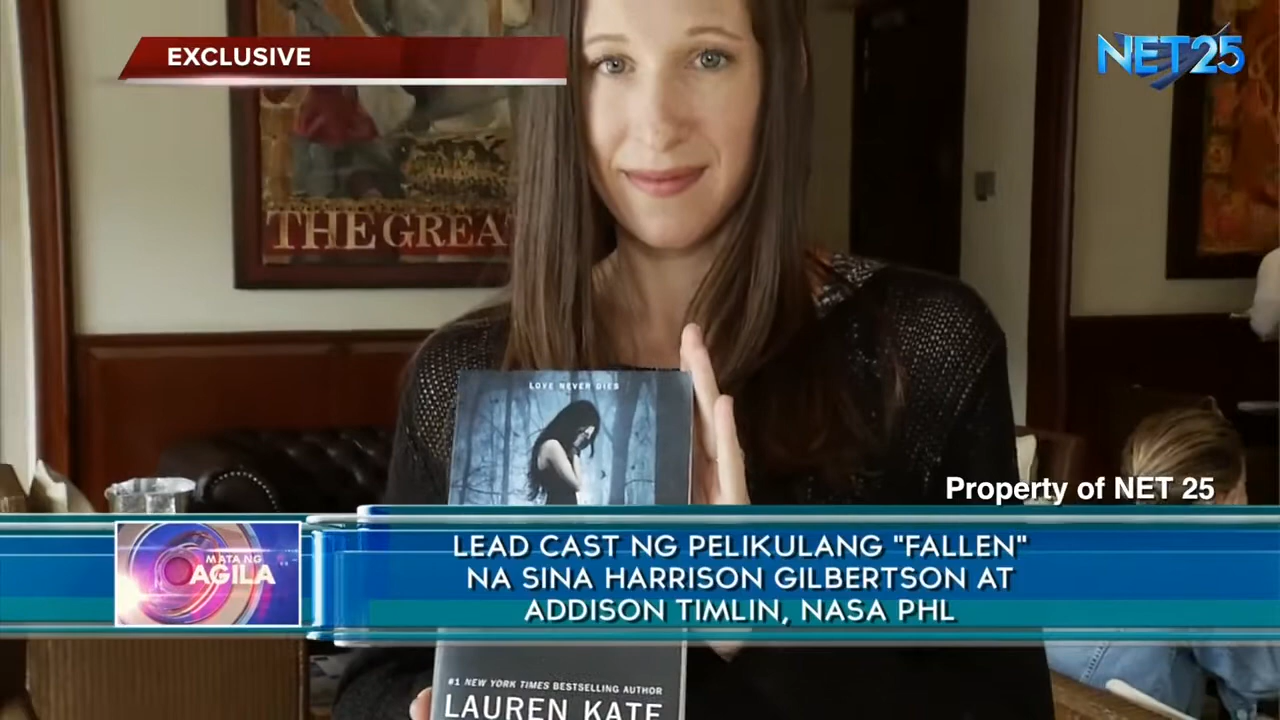 EXCLUSIVE
NET25
THE GREAT
LOVE NEVER DIES
Property of NET 25
MATA NG
AGILA
LEAD CAST NG PELIKULANG "FALLEN"
NA SINA HARRISON GILBERTSON AT
ADDISON TIMLIN, NASA PHL
#1 NEW YORK TIMES BESTSELLING AUTHOR
LAUREN KATE